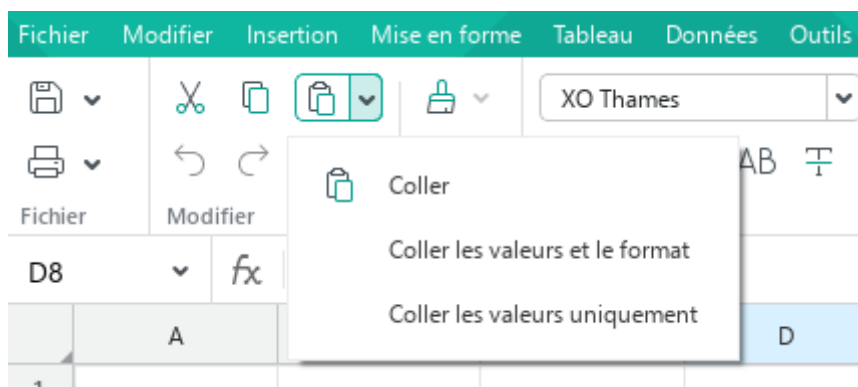 Fichier Modifier Insertion Mise en forme Tableau Données Outils
XO Thames
AB T
Fichier Modifier
Coller
Coller les valeurs et le format
Coller les valeurs uniquement
D8 fx
A D
1